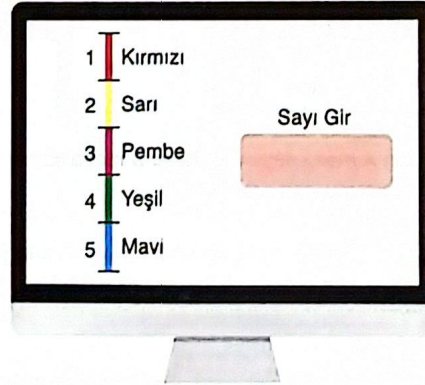 1 Kırmızı
2 Sarı
Sayı Gir
3 Pembe
4 Yeşil
5 Mavi